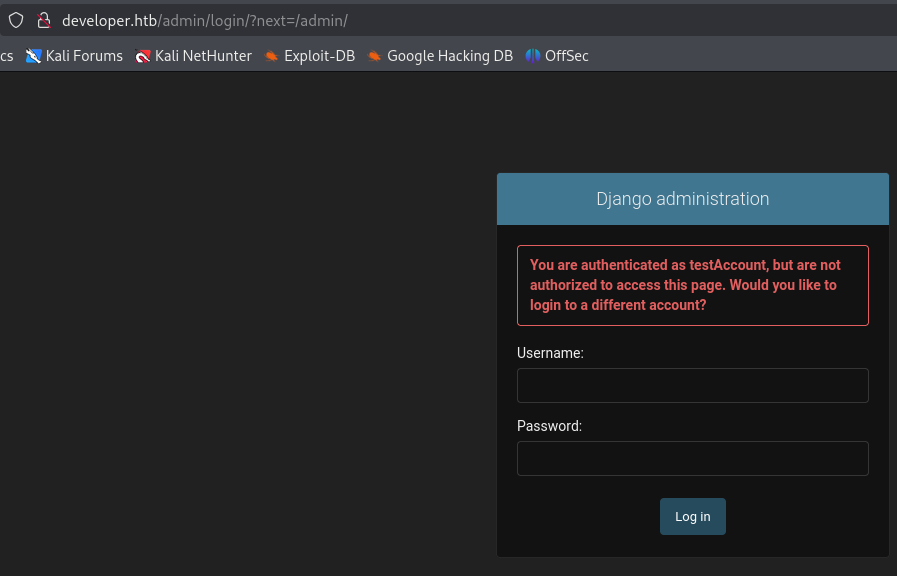 developer.htb/admin/login/?next=/admin/
cs Kali Forums Kali NetHunter Exploit-DB Google Hacking DB OffSec
Django administration
You are authenticated as testAccount, but are not
authorized to access this page. Would you like to
login to a different account?
Username:
Password:
Log in